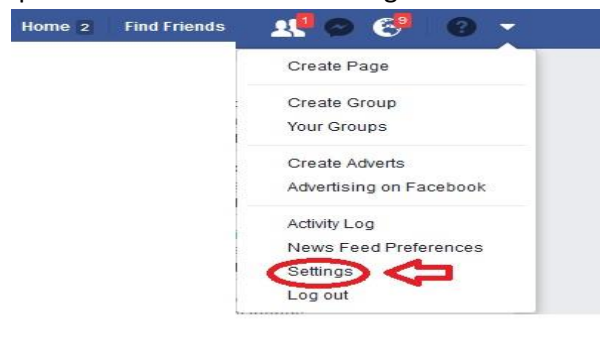 Home 2 Find Friends 1 9 ?
Create Page
Create Group
Your Groups
Create Adverts
Advertising on Facebook
Activity Log
News Feed Preferences
Settings
Log out